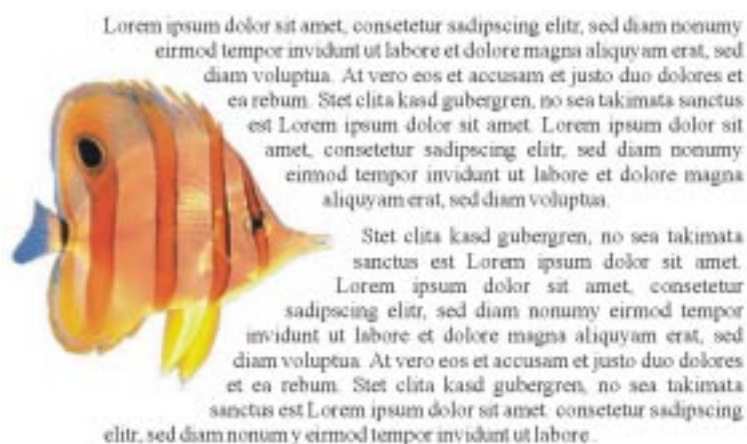 Lorem ipsum dolor sit amet, consetetur sadipscing elitr, sed diam nonumy
eirmod tempor invidunt ut labore et dolore magna aliquyam erat, sed
diam voluptua. At vero eos et accusam et justo duo dolores et
ea rebum. Stet clita kasd gubergren, no sea takimata sanctus
est Lorem ipsum dolor sit amet. Lorem ipsum dolor sit
amet, consetetur sadipscing elitr, sed diam nonumy
eirmod tempor invidunt ut labore et dolore magna
aliquyam erat, sed diam voluptua.
Stet clita kasd gubergren, no sea takimata
sanctus est Lorem ipsum dolor sit amet.
Lorem ipsum dolor sit amet, consetetur
sadipscing elitr, sed diam nonumy eirmod tempor
invidunt ut labore et dolore magna aliquyam erat, sed
diam voluptua. At vero eos et accusam et justo duo dolores
et ea rebum. Stet clita kasd gubergren, no sea takimata
sanctus est Lorem ipsum dolor sit amet. consetetur sadipscing
elitr, sed diam nonumy eirmod tempor invidunt ut labore.